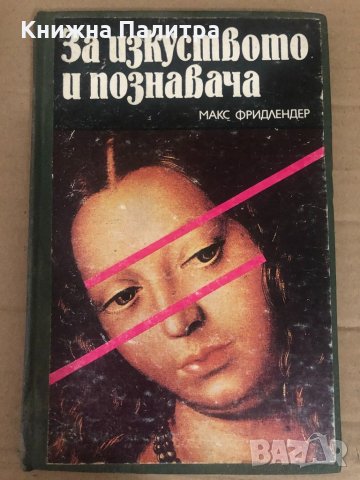 Книжна Палитра
За изкуството
и познавача
МАКС ФРИДЛЕНДЕР
BAZAR